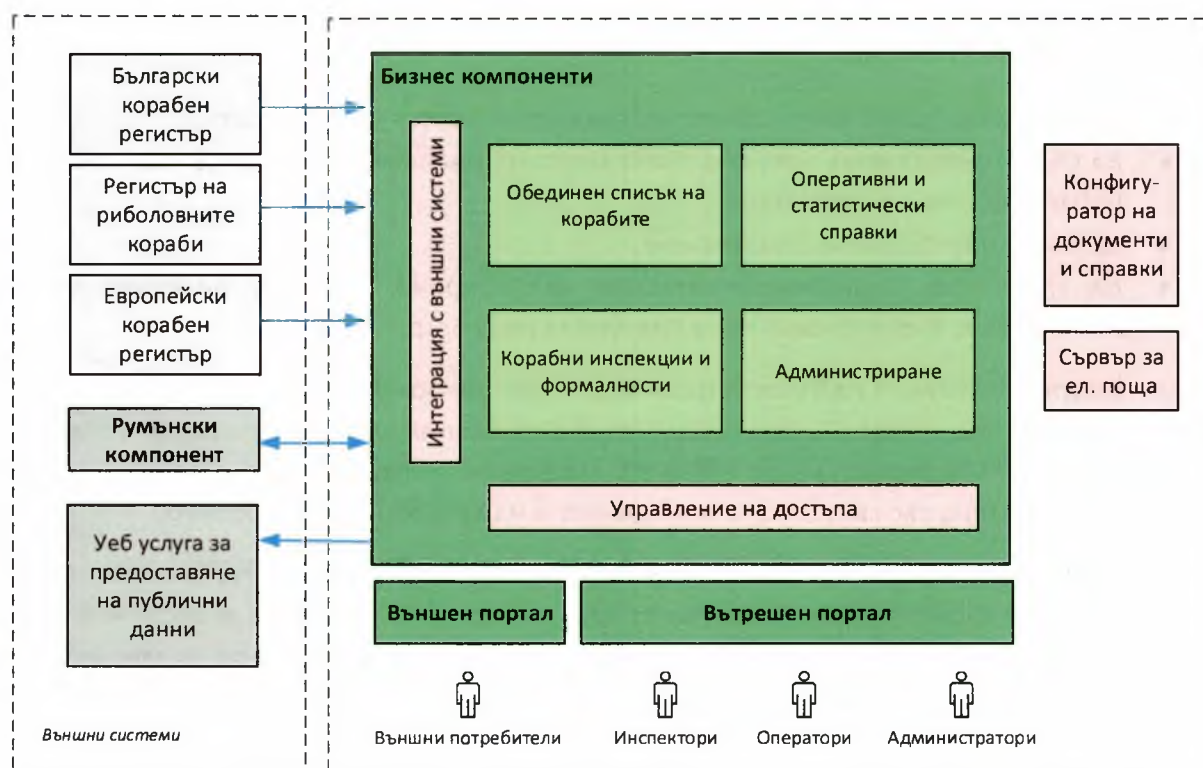 Български
корабен
регистър
Регистър на
риболовните
кораби
Европейски
корабен
регистър
Румънски
компонент
Уеб услуга за
предоставяне
на публични
данни
Външни системи
Бизнес компоненти
Интеграция с външни системи
Обединен списък на
корабите
Оперативни и
статистически
справки
Корабни инспекции и
формалности
Администриране
Управление на достъпа
Конфигу-
ратор на
документи
и справки
Сървър за
ел. поща
Външен портал
Вътрешен портал
Външни потребители
Инспектори
Оператори
Администратори